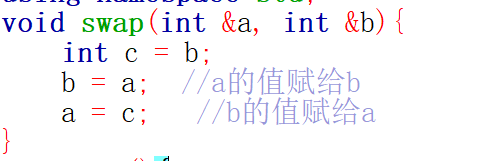 void swap(int &a, int &b){
int c = b;
b = a; //a的值赋给b
a = c; //b的值赋给a
}